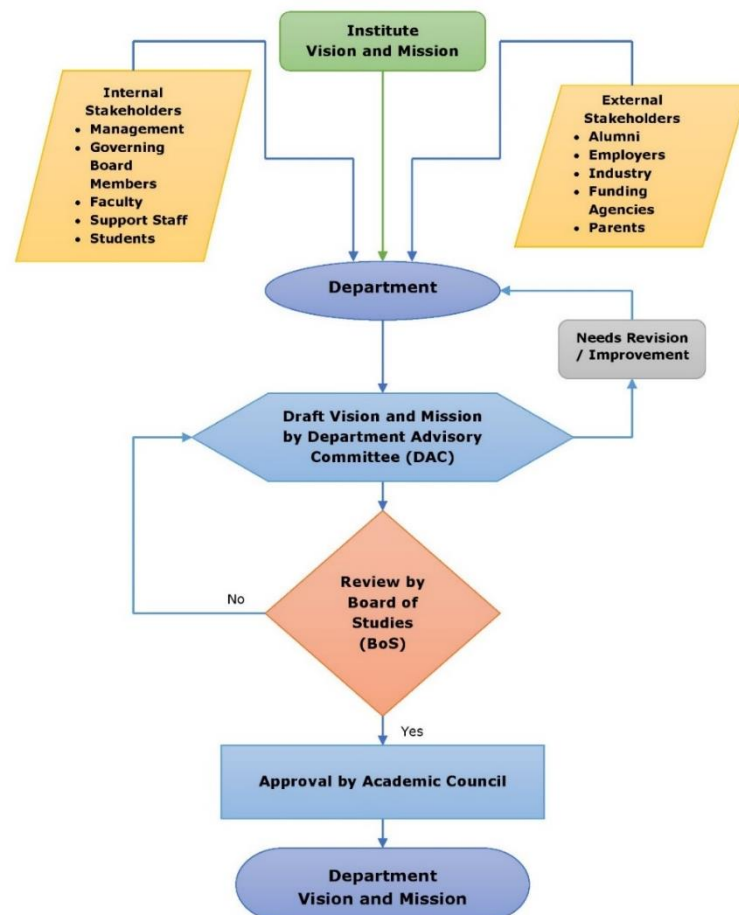 Institute
Vision and Mission
Internal
Stakeholders
• Management
• Governing
Board
Members
• Faculty
• Support Staff
• Students
External
Stakeholders
• Alumni
• Employers
• Industry
• Funding
Agencies
• Parents
Department
Needs Revision
/ Improvement
Draft Vision and Mission
by Department Advisory
Committee (DAC)
Review by
Board of
Studies
(BoS)
No
Yes
Approval by Academic Council
Department
Vision and Mission